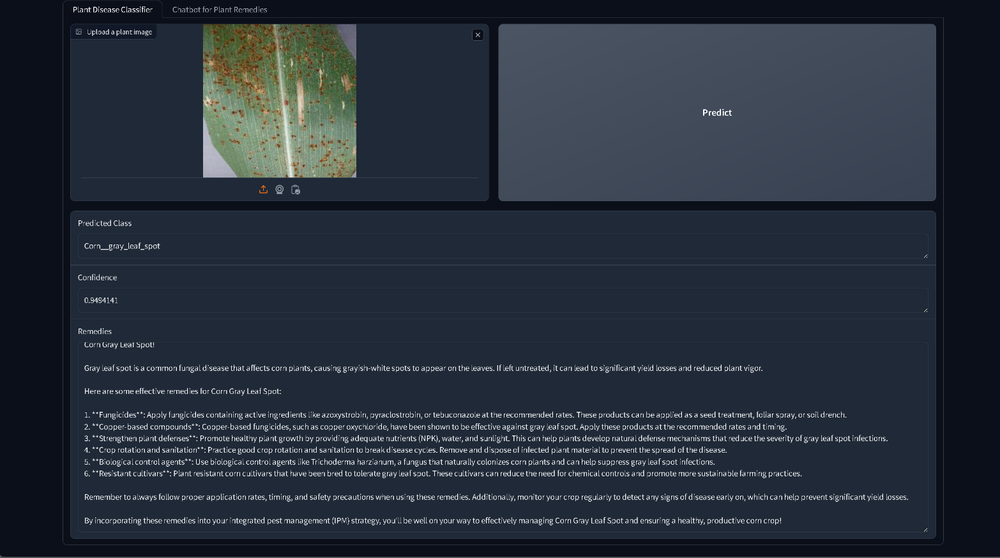 Plant Disease Classifier
Chatbot for Plant Remedies
Upload a plant image
Predict
Predicted Class
Corn__gray_leaf_spot
Confidence
0.9494141
Remedies
Corn Gray Leaf Spot!
Gray leaf spot is a common fungal disease that affects corn plants, causing grayish-white spots to appear on the leaves. If left untreated, it can lead to significant yield losses and reduced plant vigor.
Here are some effective remedies for Corn Gray Leaf Spot:
1. **Fungicides**: Apply fungicides containing active ingredients like azoxystrobin, pyraclostrobin, or tebuconazole at the recommended rates. These products can be applied as a seed treatment, foliar spray, or soil drench.
2. **Copper-based compounds**: Copper-based fungicides, such as copper oxychloride, have been shown to be effective against gray leaf spot. Apply these products at the recommended rates and timing.
3. **Strengthen plant defenses**: Promote healthy plant growth by providing adequate nutrients (NPK), water, and sunlight. This can help plants develop natural defense mechanisms that reduce the severity of gray leaf spot infections.
4. **Crop rotation and sanitation**: Practice good crop rotation and sanitation to break disease cycles. Remove and dispose of infected plant material to prevent the spread of the disease.
5. **Biological control agents**: Use biological control agents like Trichoderma harzianum, a fungus that naturally colonizes corn plants and can help suppress gray leaf spot infections.
6. **Resistant cultivars**: Plant resistant corn cultivars that have been bred to tolerate gray leaf spot. These cultivars can reduce the need for chemical controls and promote more sustainable farming practices.
Remember to always follow proper application rates, timing, and safety precautions when using these remedies. Additionally, monitor your crop regularly to detect any signs of disease early on, which can help prevent significant yield losses.
By incorporating these remedies into your integrated pest management (IPM) strategy, you'll be well on your way to effectively managing Corn Gray Leaf Spot and ensuring a healthy, productive corn crop!